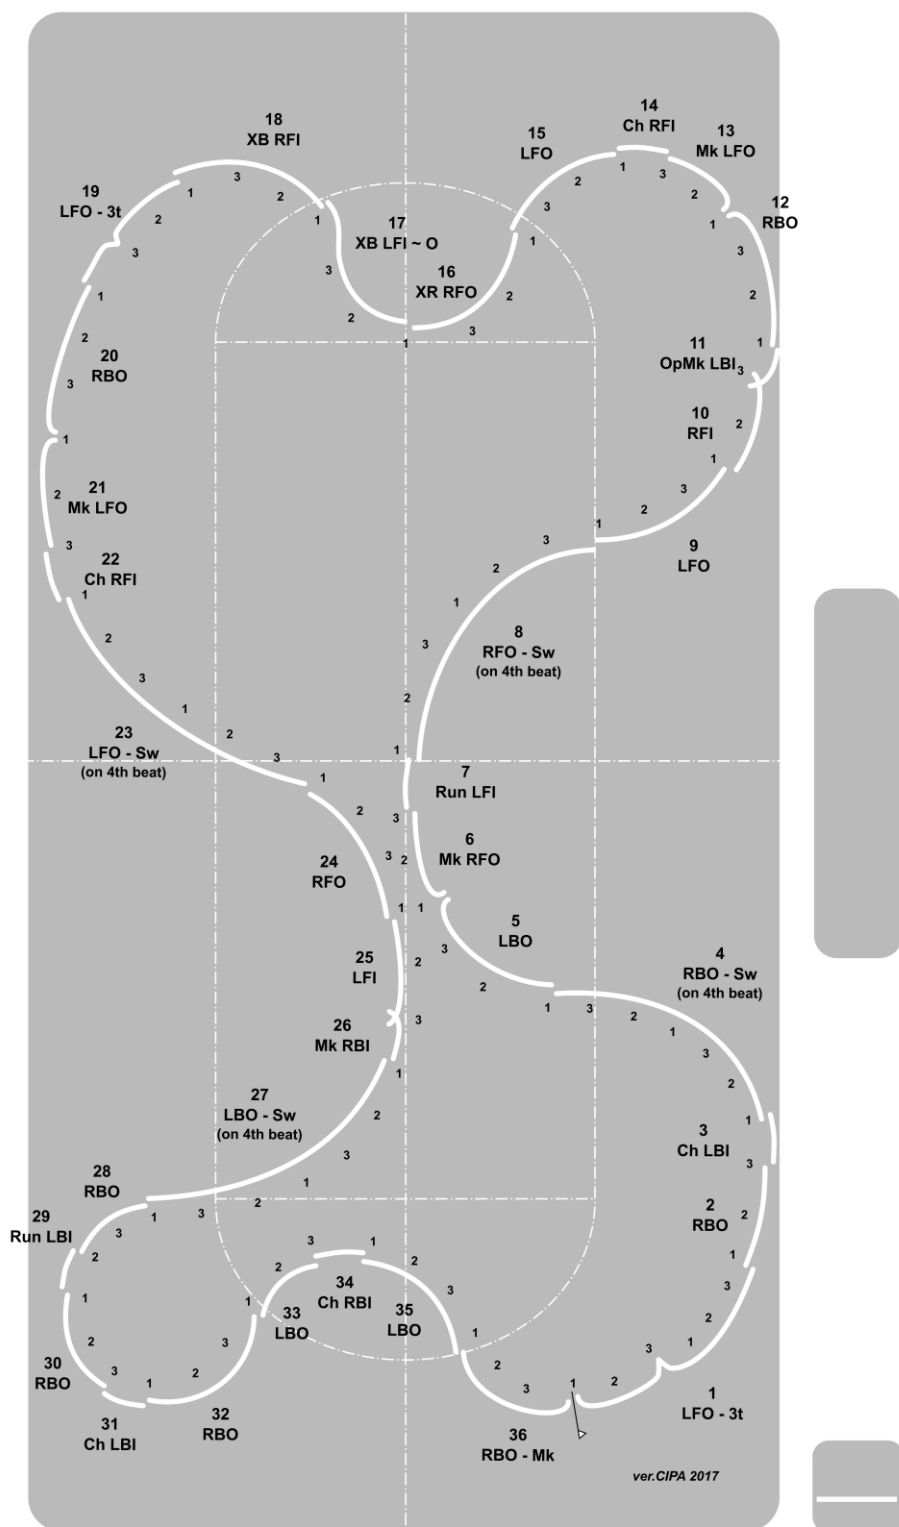 18
XB RFI
15
LFO
14
Ch RFI
13
Mk LFO
12
RBO
19
LFO - 3t
17
XB LFI ~ O
16
XR RFO
11
OpMk LBI
10
RFI
20
RBO
21
Mk LFO
22
Ch RFI
9
LFO
8
RFO - Sw
(on 4th beat)
23
LFO - Sw
(on 4th beat)
7
Run LFI
6
Mk RFO
24
RFO
5
LBO
25
LFI
4
RBO - Sw
(on 4th beat)
26
Mk RBI
27
LBO - Sw
(on 4th beat)
3
Ch LBI
28
RBO
29
Run LBI
2
RBO
34
Ch RBI
33
LBO
35
LBO
30
RBO
31
Ch LBI
32
RBO
1
LFO - 3t
36
RBO - Mk
ver.CIPA 2017